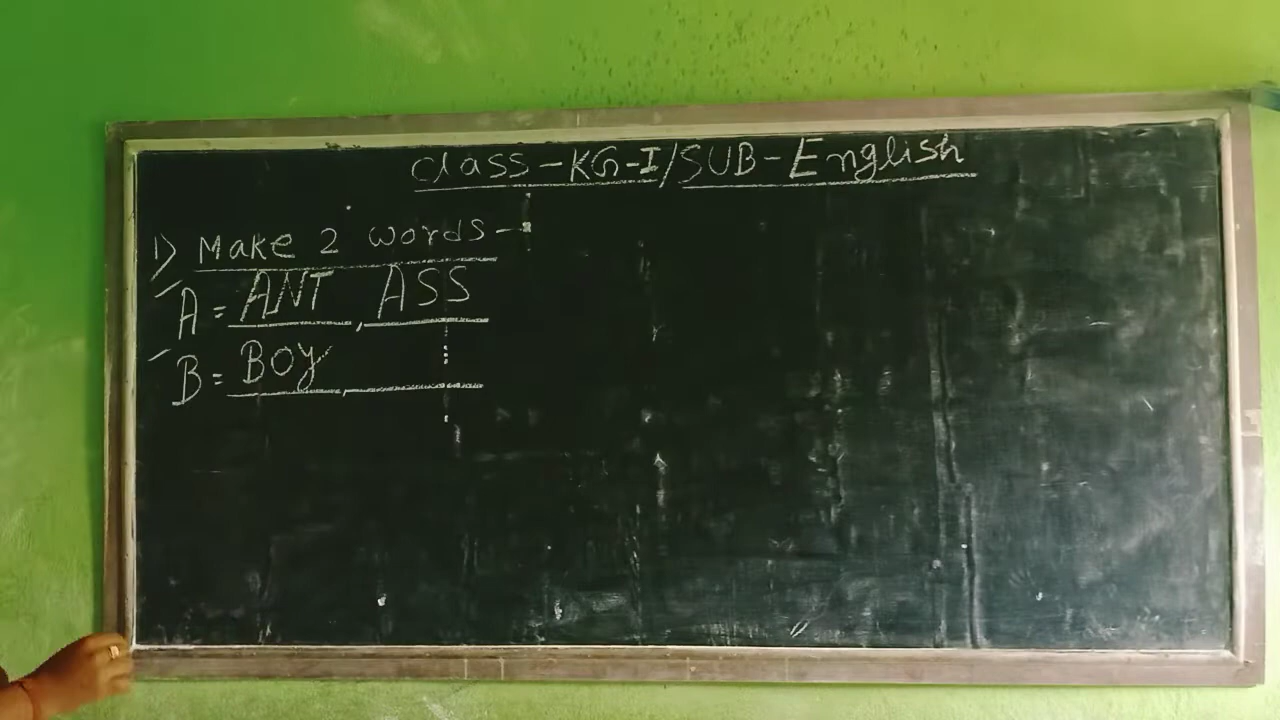 Class - KG-I/SUB - English
1) Make 2 words -
A = ANT, ASS
B = BOY,